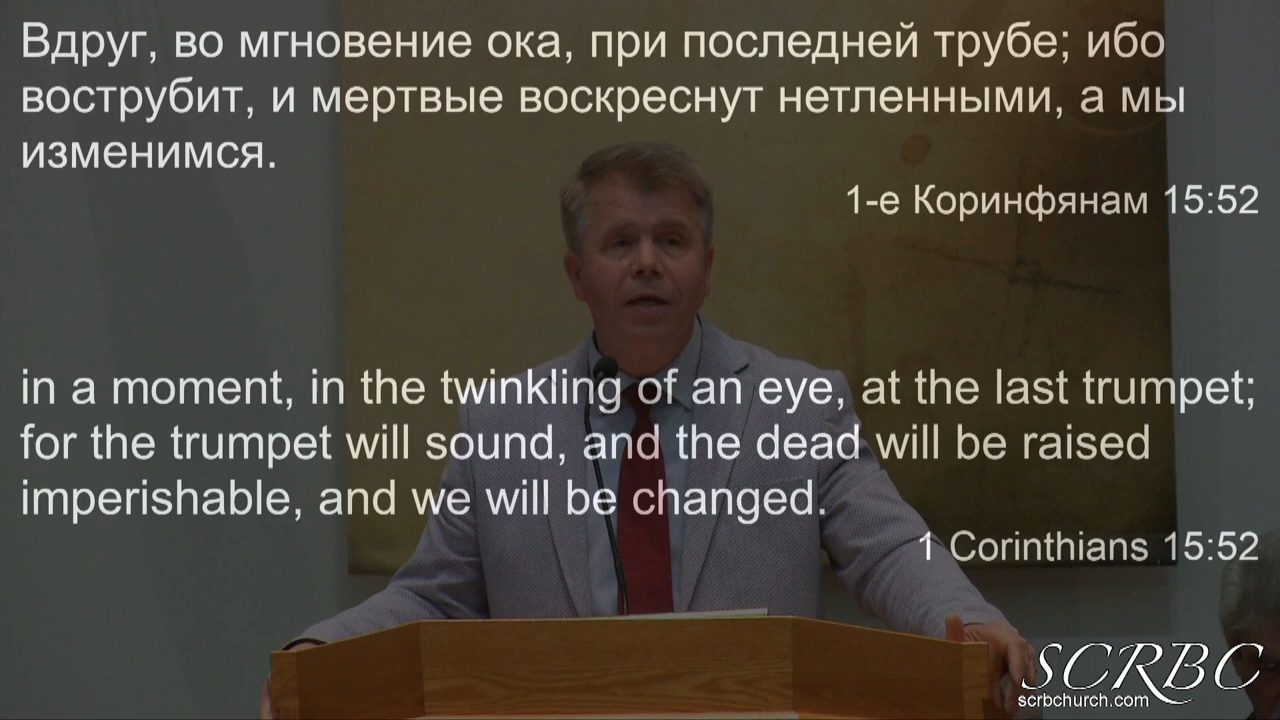 Вдруг, во мгновение ока, при последней трубе; ибо
вострубит, и мертвые воскреснут нетленными, а мы
изменимся.
1-е Коринфянам 15:52
in a moment, in the twinkling of an eye, at the last trumpet;
for the trumpet will sound, and the dead will be raised
imperishable, and we will be changed.
1 Corinthians 15:52
SCRBC
scrbchurch.com